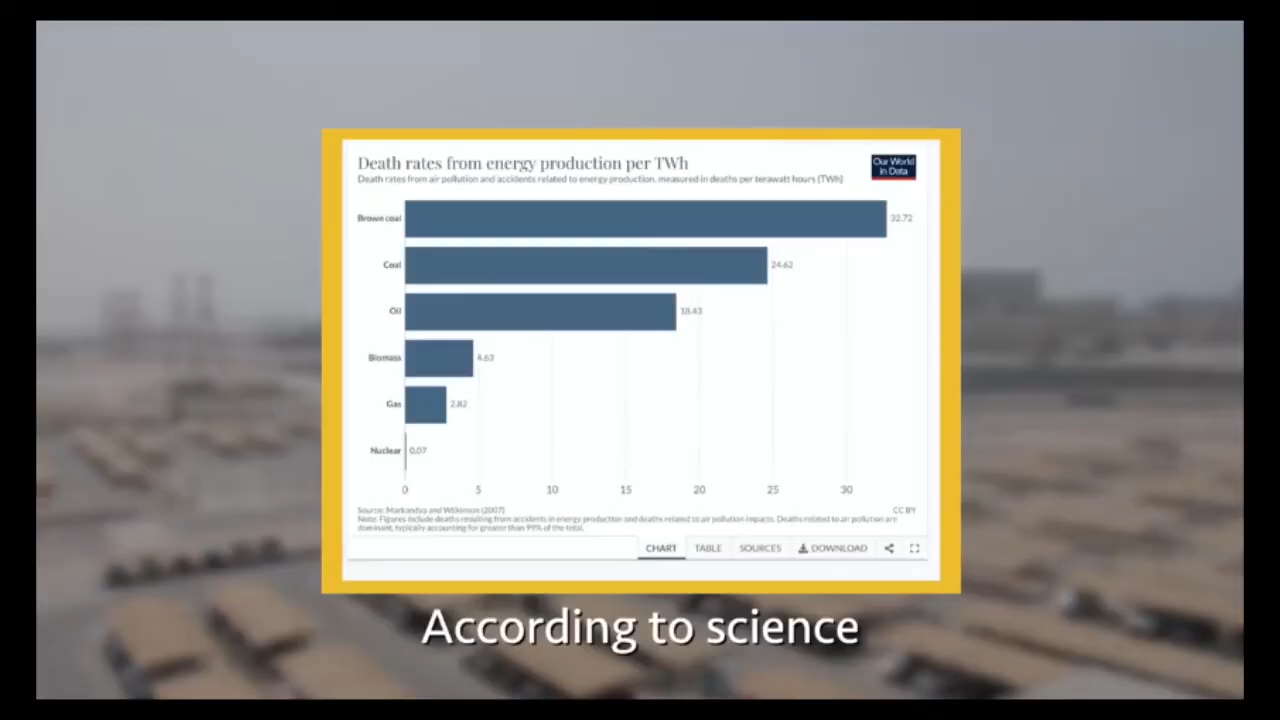 Death rates from energy production per TWh
Our World
in Data
Death rates from air pollution and accidents related to energy production, measured in deaths per terawatt hours (TWh)
Brown coal 32.72
Coal 24.62
Oil 18.43
Biomass 4.63
Gas 2.82
Nuclear 0.07
0 5 10 15 20 25 30
Source: Markandya and Wilkinson (2007) CC BY
Note: Figures include deaths resulting from accidents in energy production and deaths related to air pollution impacts. Deaths related to air pollution are
dominant, typically accounting for greater than 99% of the total.
CHART TABLE SOURCES DOWNLOAD
According to science